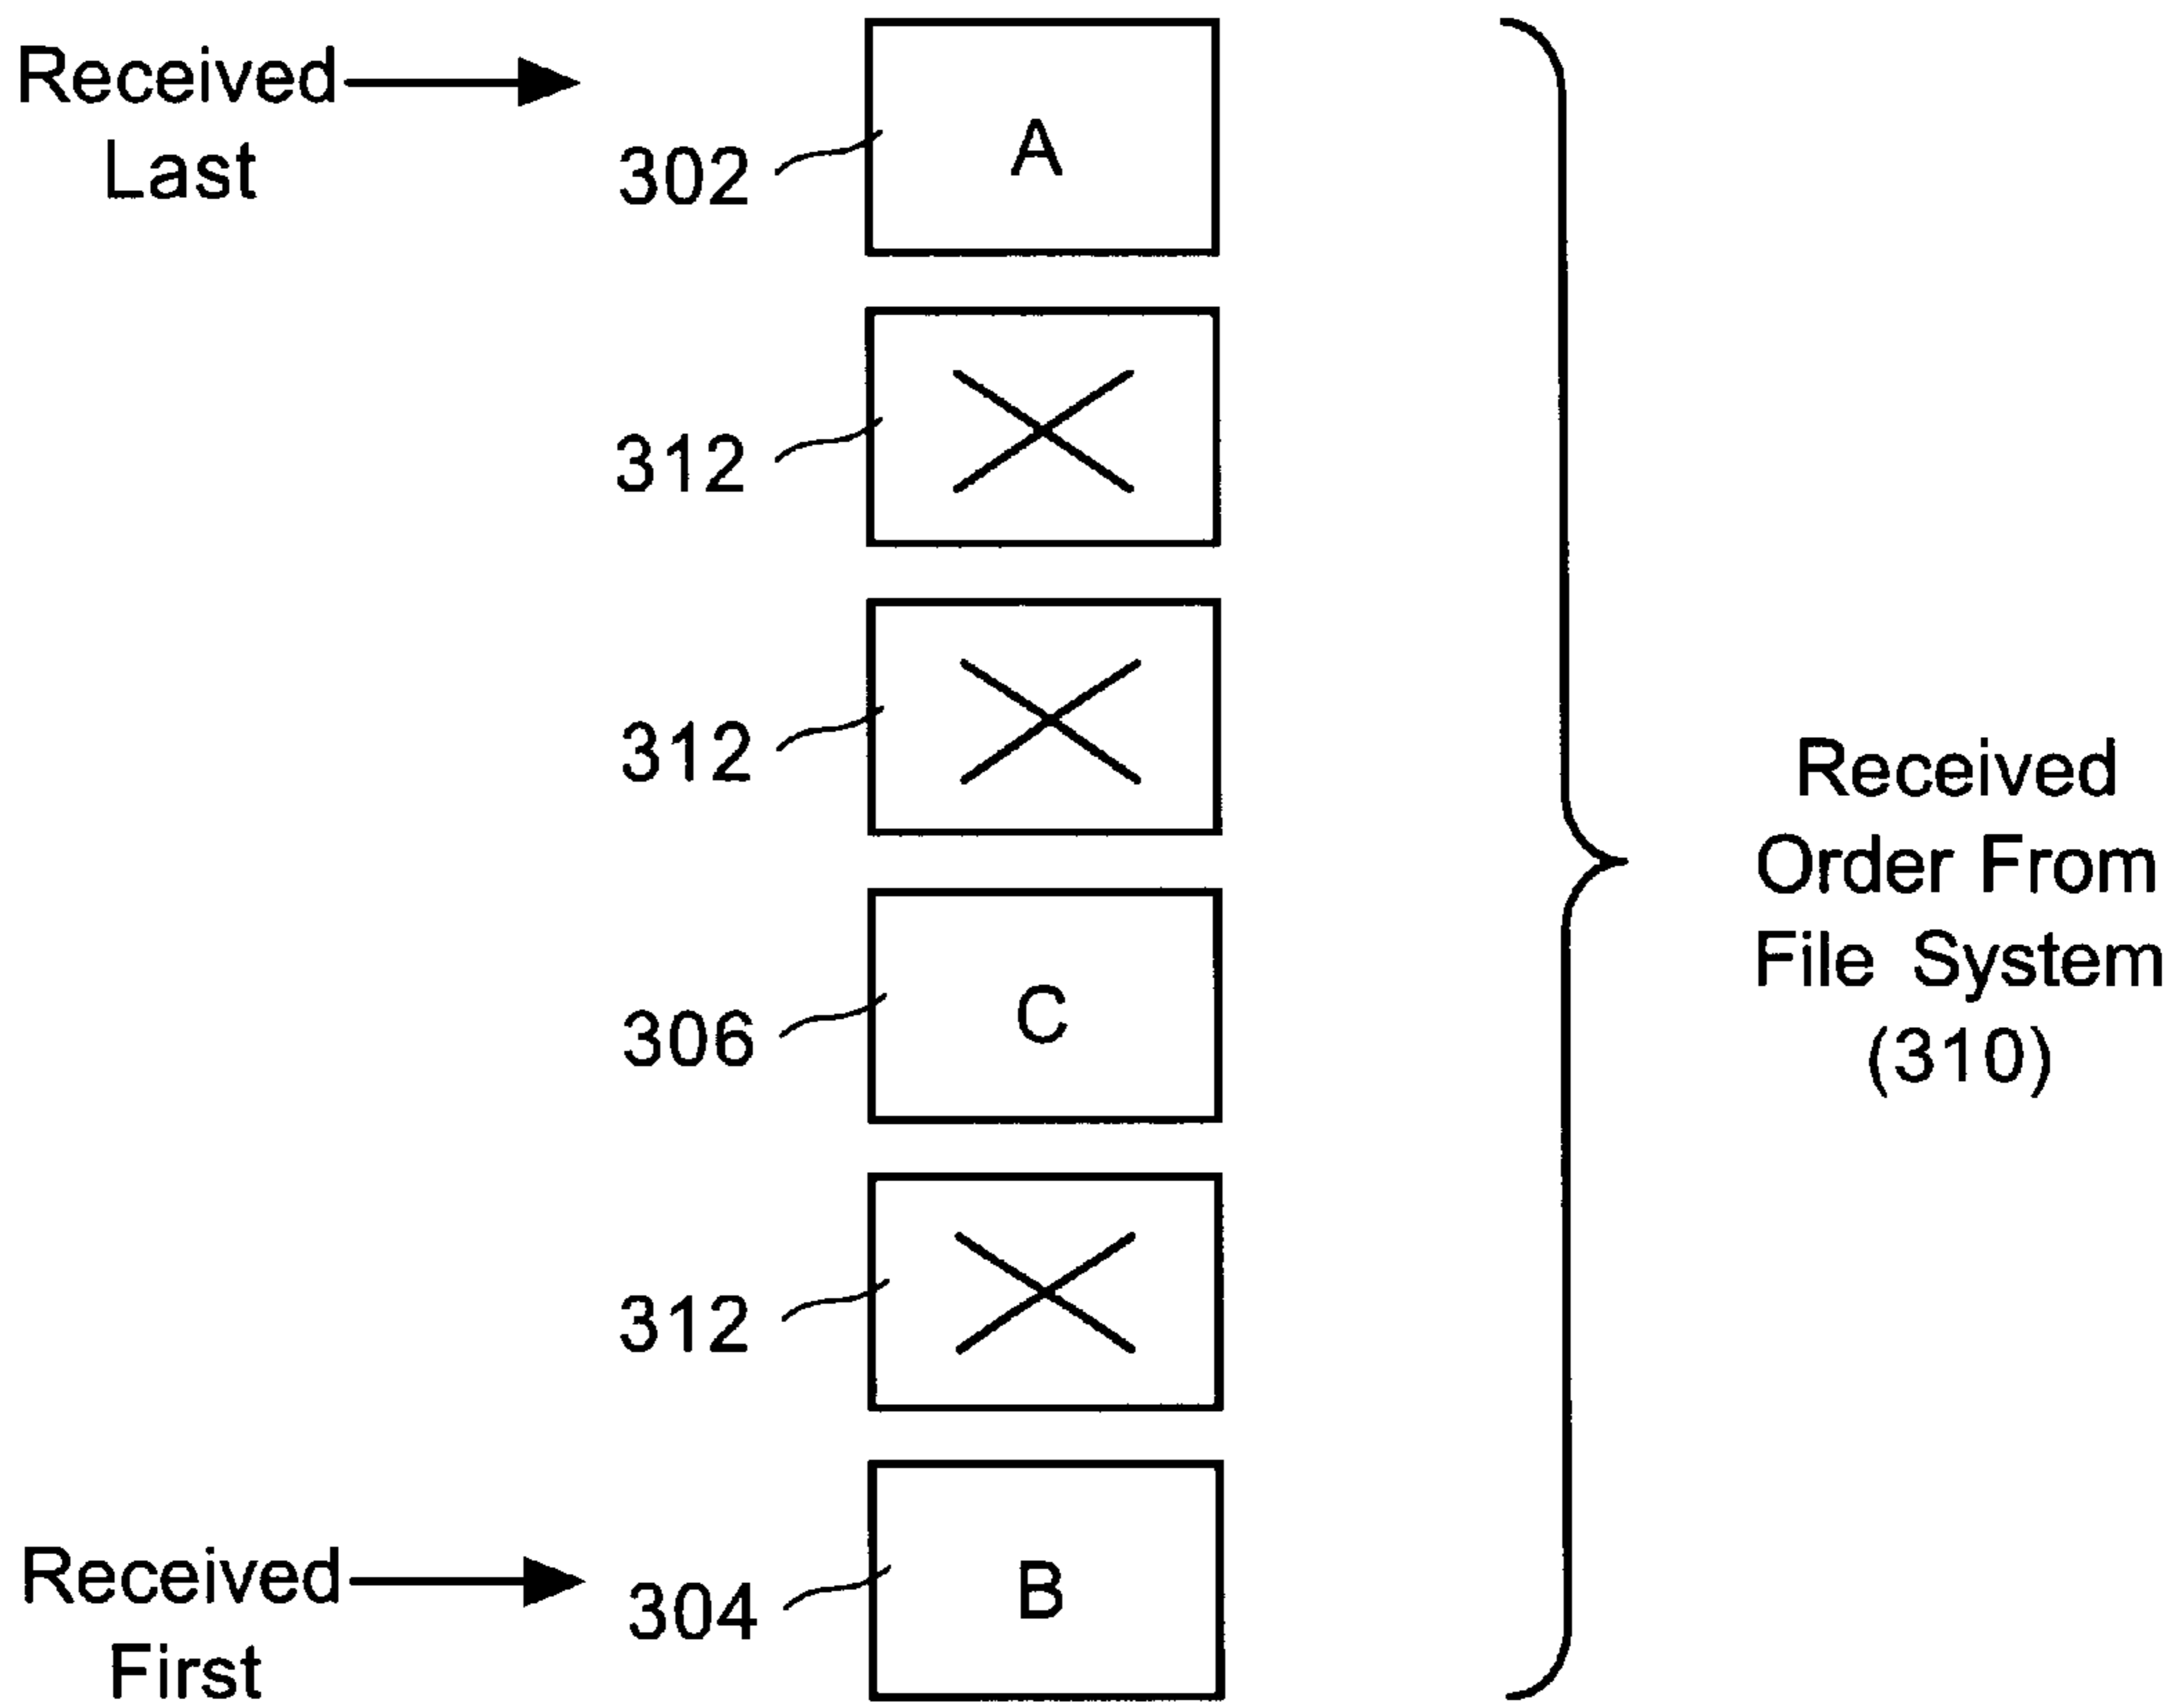 Received
Last
302
A
312
312
Received
Order From
File System
(310)
306
C
312
Received
First
304
B